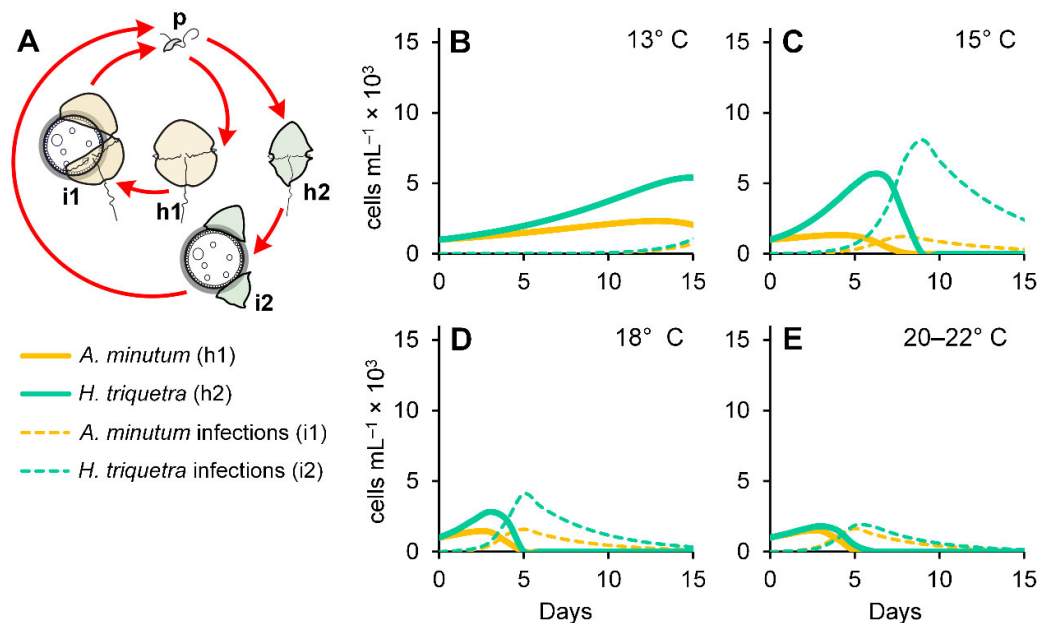 A
p
i1
h1
h2
i2
A. minutum (h1)
H. triquetra (h2)
A. minutum infections (i1)
H. triquetra infections (i2)
B
13° C
cells mL⁻¹ × 10³
15
10
5
0
0 5 10 15
C
15° C
15
10
5
0
0 5 10 15
D
18° C
cells mL⁻¹ × 10³
15
10
5
0
0 5 10 15
Days
E
20–22° C
15
10
5
0
0 5 10 15
Days